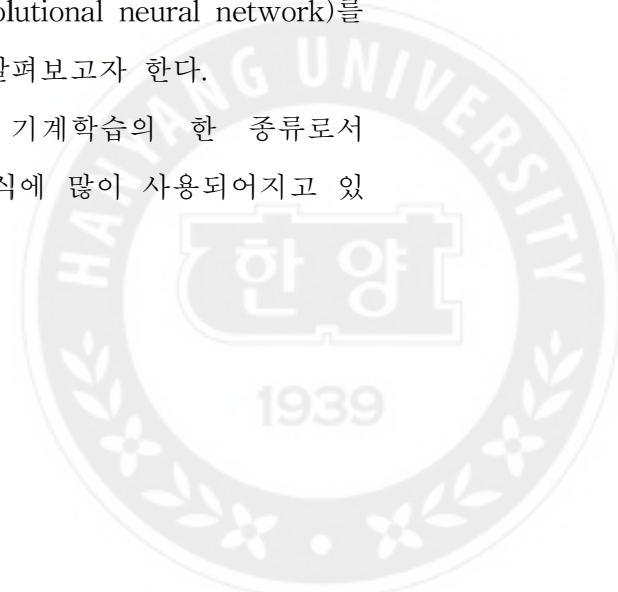 olutional neural network)를
살펴보고자 한다.
기계학습의 한 종류로서
식에 많이 사용되어지고 있
HANYANG UNIVERSITY
한양
1939